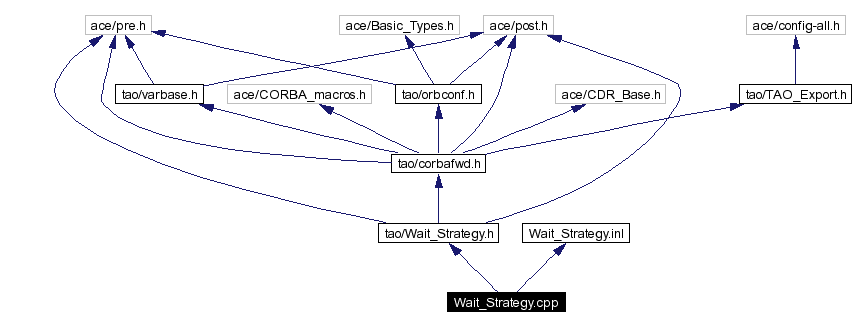 ace/pre.h
ace/Basic_Types.h
ace/post.h
ace/config-all.h
tao/varbase.h
ace/CORBA_macros.h
tao/orbconf.h
ace/CDR_Base.h
tao/TAO_Export.h
tao/corbafwd.h
tao/Wait_Strategy.h
Wait_Strategy.inl
Wait_Strategy.cpp